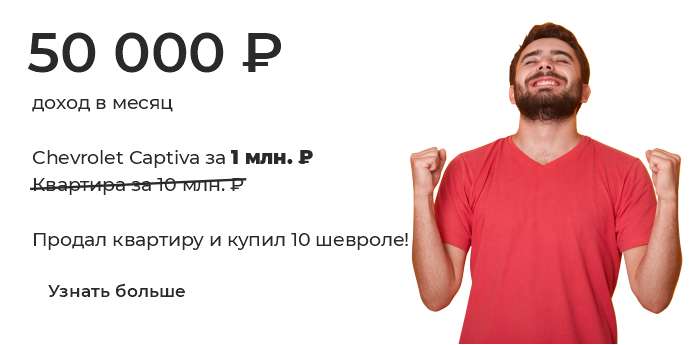 50 000 ₽
доход в месяц
Chevrolet Captiva за 1 млн. ₽
Квартира за 10 млн. ₽
Продал квартиру и купил 10 шевроле!
Узнать больше